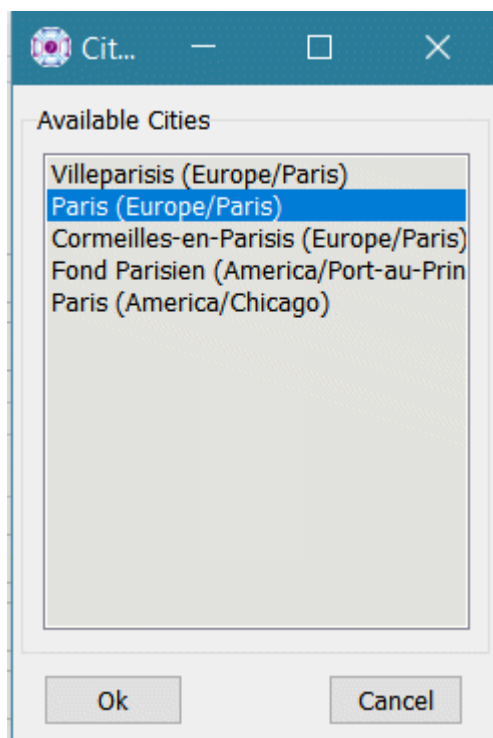 Cit...
Available Cities
Villeparisis (Europe/Paris)
Paris (Europe/Paris)
Cormeilles-en-Parisis (Europe/Paris)
Fond Parisien (America/Port-au-Prin
Paris (America/Chicago)
Ok Cancel